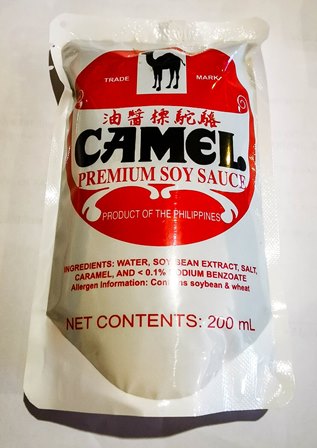 TRADE MARK
油醬標駝駱
CAMEL
PREMIUM SOY SAUCE
PRODUCT OF THE PHILIPPINES
INGREDIENTS: WATER, SOYBEAN EXTRACT, SALT,
CARAMEL, AND < 0.1% SODIUM BENZOATE
Allergen Information: Contains soybean & wheat
NET CONTENTS: 200 mL